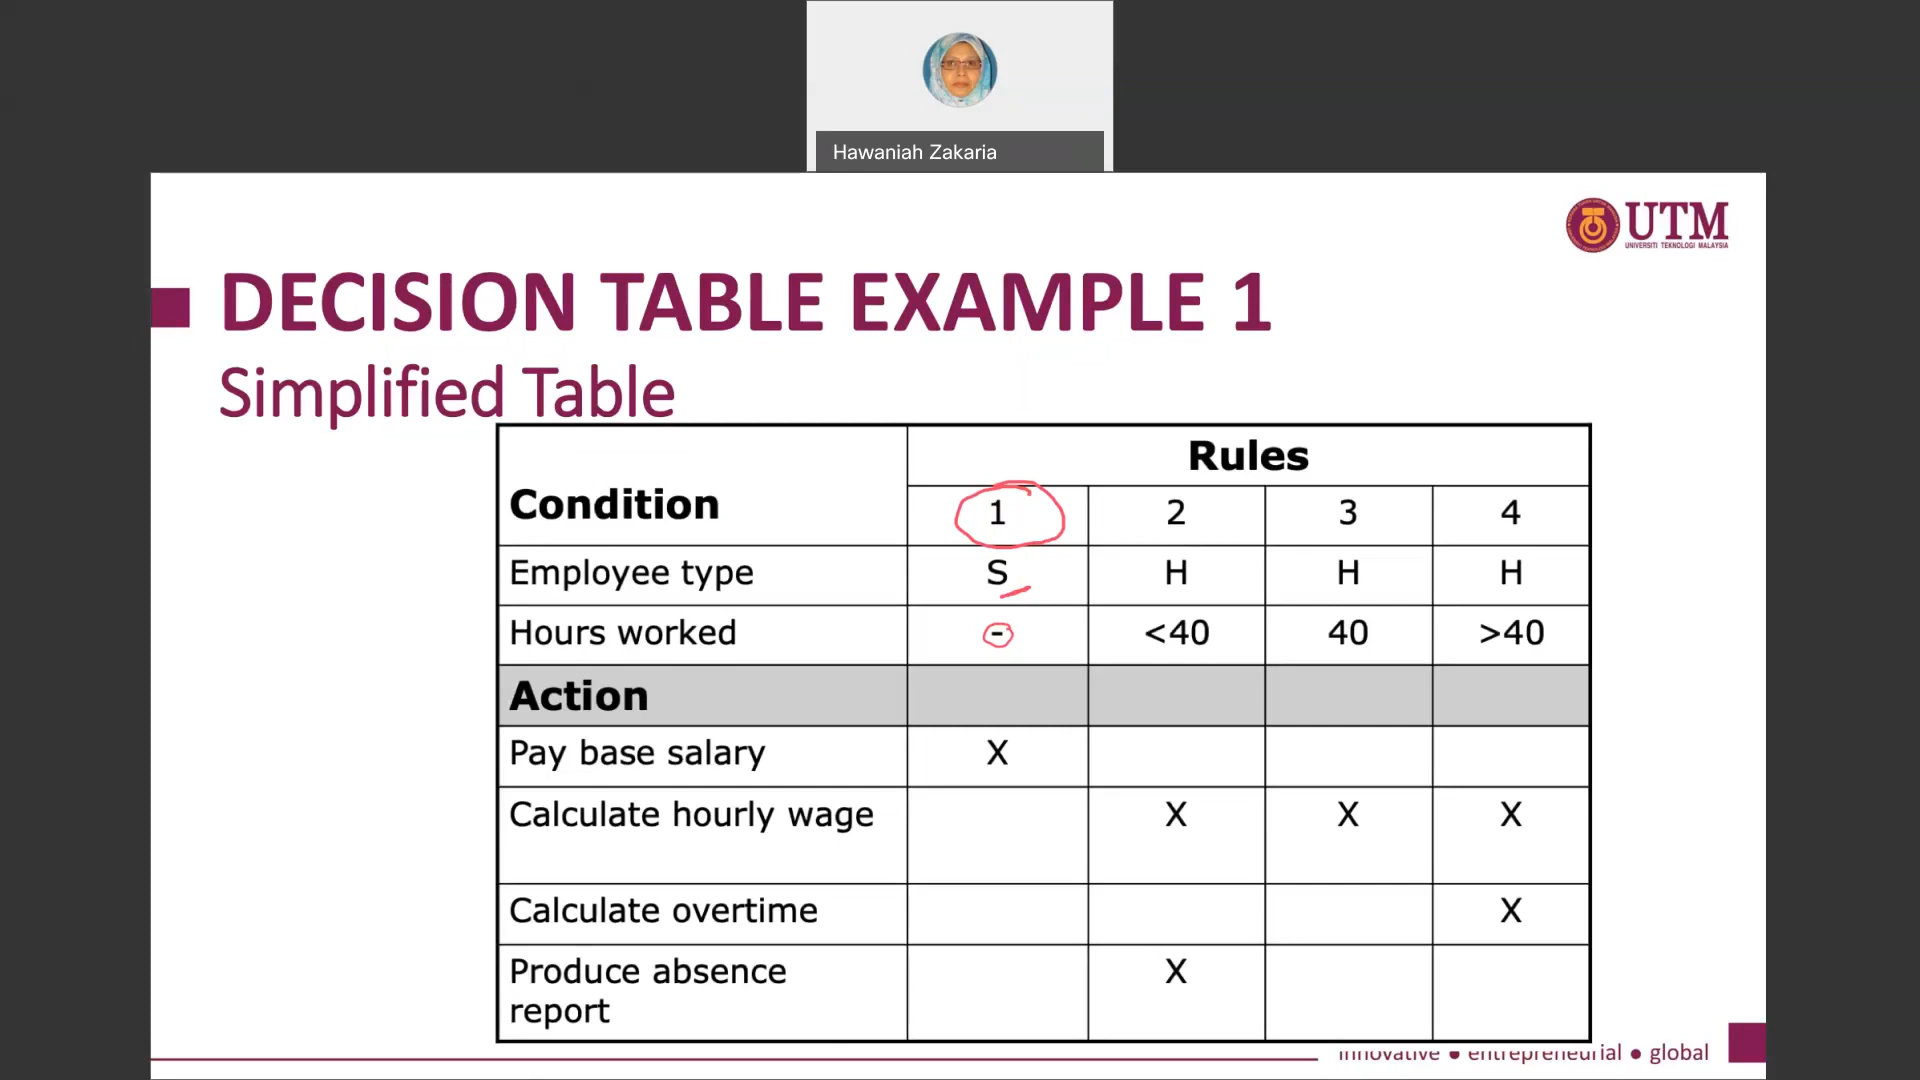 Hawaniah Zakaria
UTM
UNIVERSITI TEKNOLOGI MALAYSIA
DECISION TABLE EXAMPLE 1
Simplified Table
Rules
Condition 1 2 3 4
Employee type S H H H
Hours worked - <40 40 >40
Action
Pay base salary X
Calculate hourly wage X X X
Calculate overtime X
Produce absence X
report
innovative ● entrepreneurial ● global